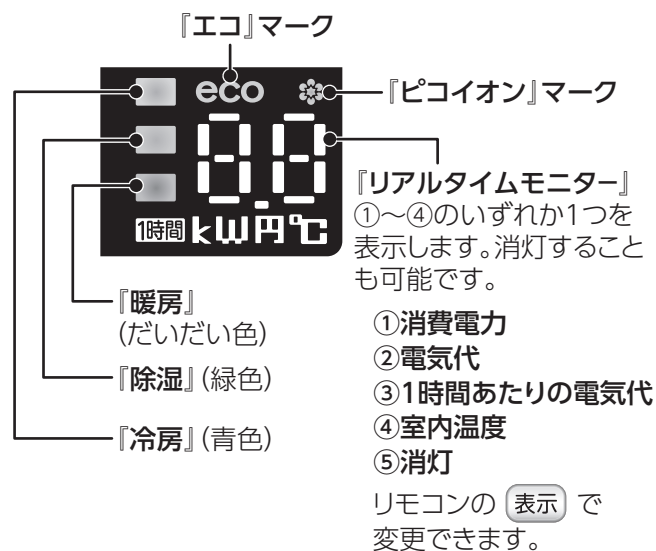 『エコ』マーク
eco
『ピコイオン』マーク
8.8
1時間 kW円℃
『リアルタイムモニター』
①〜④のいずれか1つを
表示します。消灯すること
も可能です。
①消費電力
②電気代
③1時間あたりの電気代
④室内温度
⑤消灯
リモコンの 表示 で
変更できます。
『暖房』
(だいだい色)
『除湿』(緑色)
『冷房』(青色)